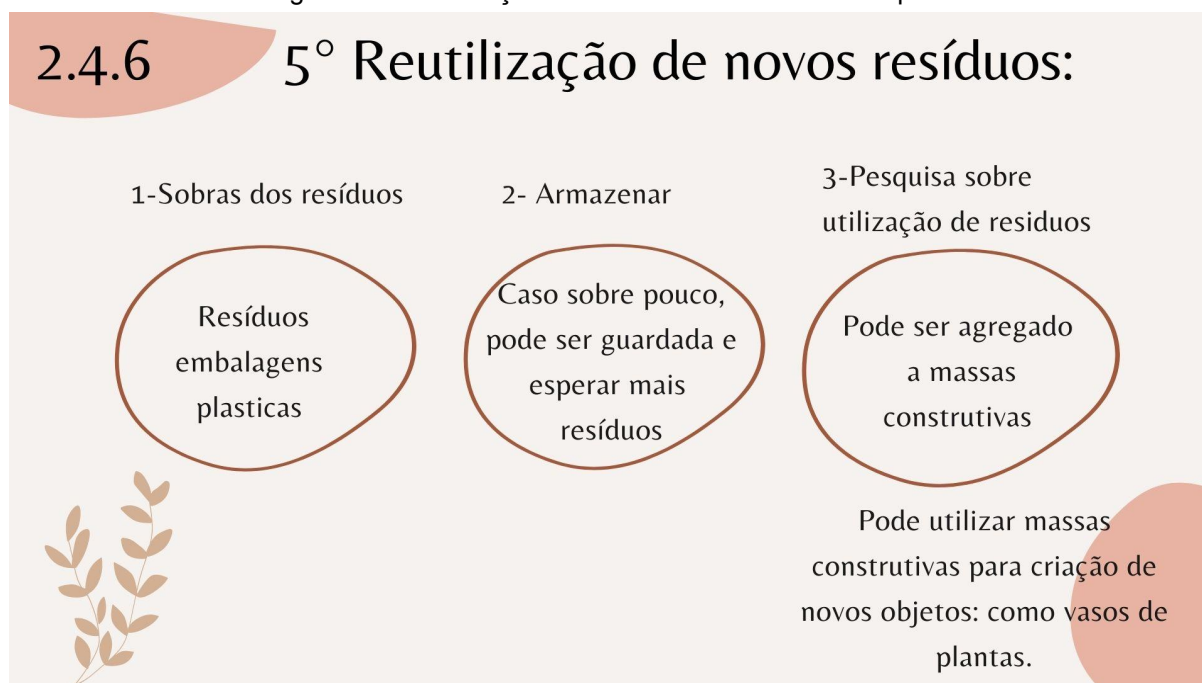 2.4.6
5° Reutilização de novos resíduos:
1-Sobras dos resíduos
Resíduos
embalagens
plasticas
2- Armazenar
Caso sobre pouco,
pode ser guardada e
esperar mais
resíduos
3-Pesquisa sobre
utilização de residuos
Pode ser agregado
a massas
construtivas
Pode utilizar massas
construtivas para criação de
novos objetos: como vasos de
plantas.